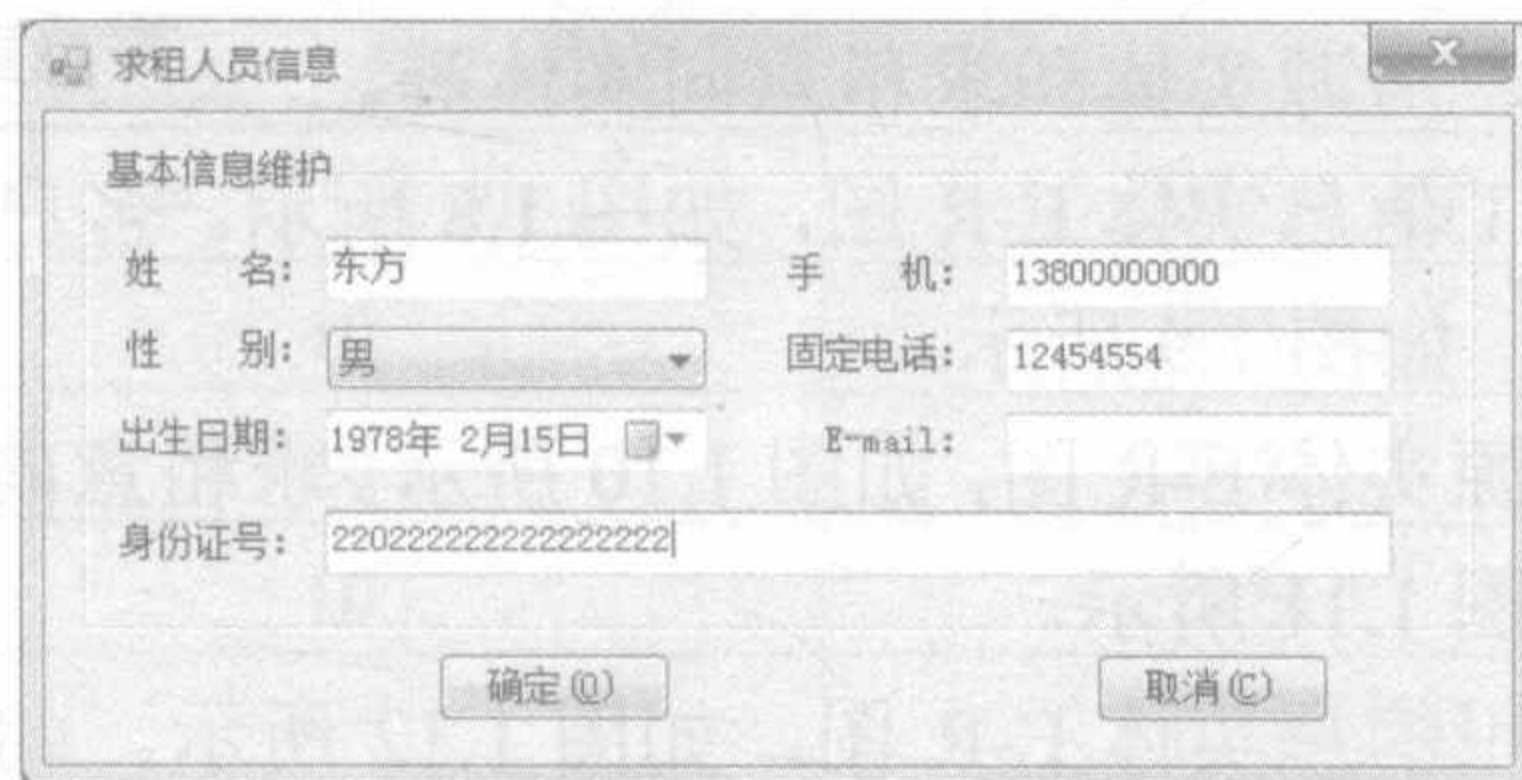 求租人员信息
基本信息维护
姓 名: 东方 手 机: 13800000000
性 别: 男 固定电话: 12454554
出生日期: 1978年 2月15日 E-mail:
身份证号: 220222222222222222
确定(O) 取消(C)